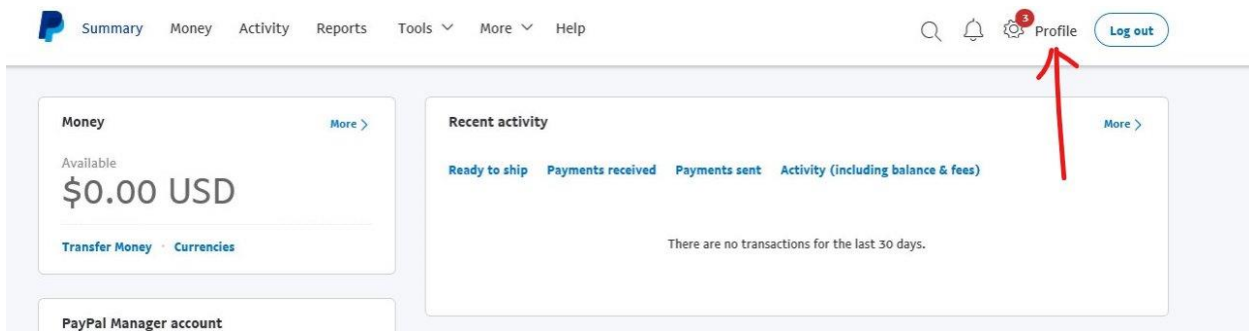 Summary Money Activity Reports Tools More Help 3 Profile Log out
Money More >
Available
$0.00 USD
Transfer Money · Currencies
Recent activity More >
Ready to ship Payments received Payments sent Activity (including balance & fees)
There are no transactions for the last 30 days.
PayPal Manager account